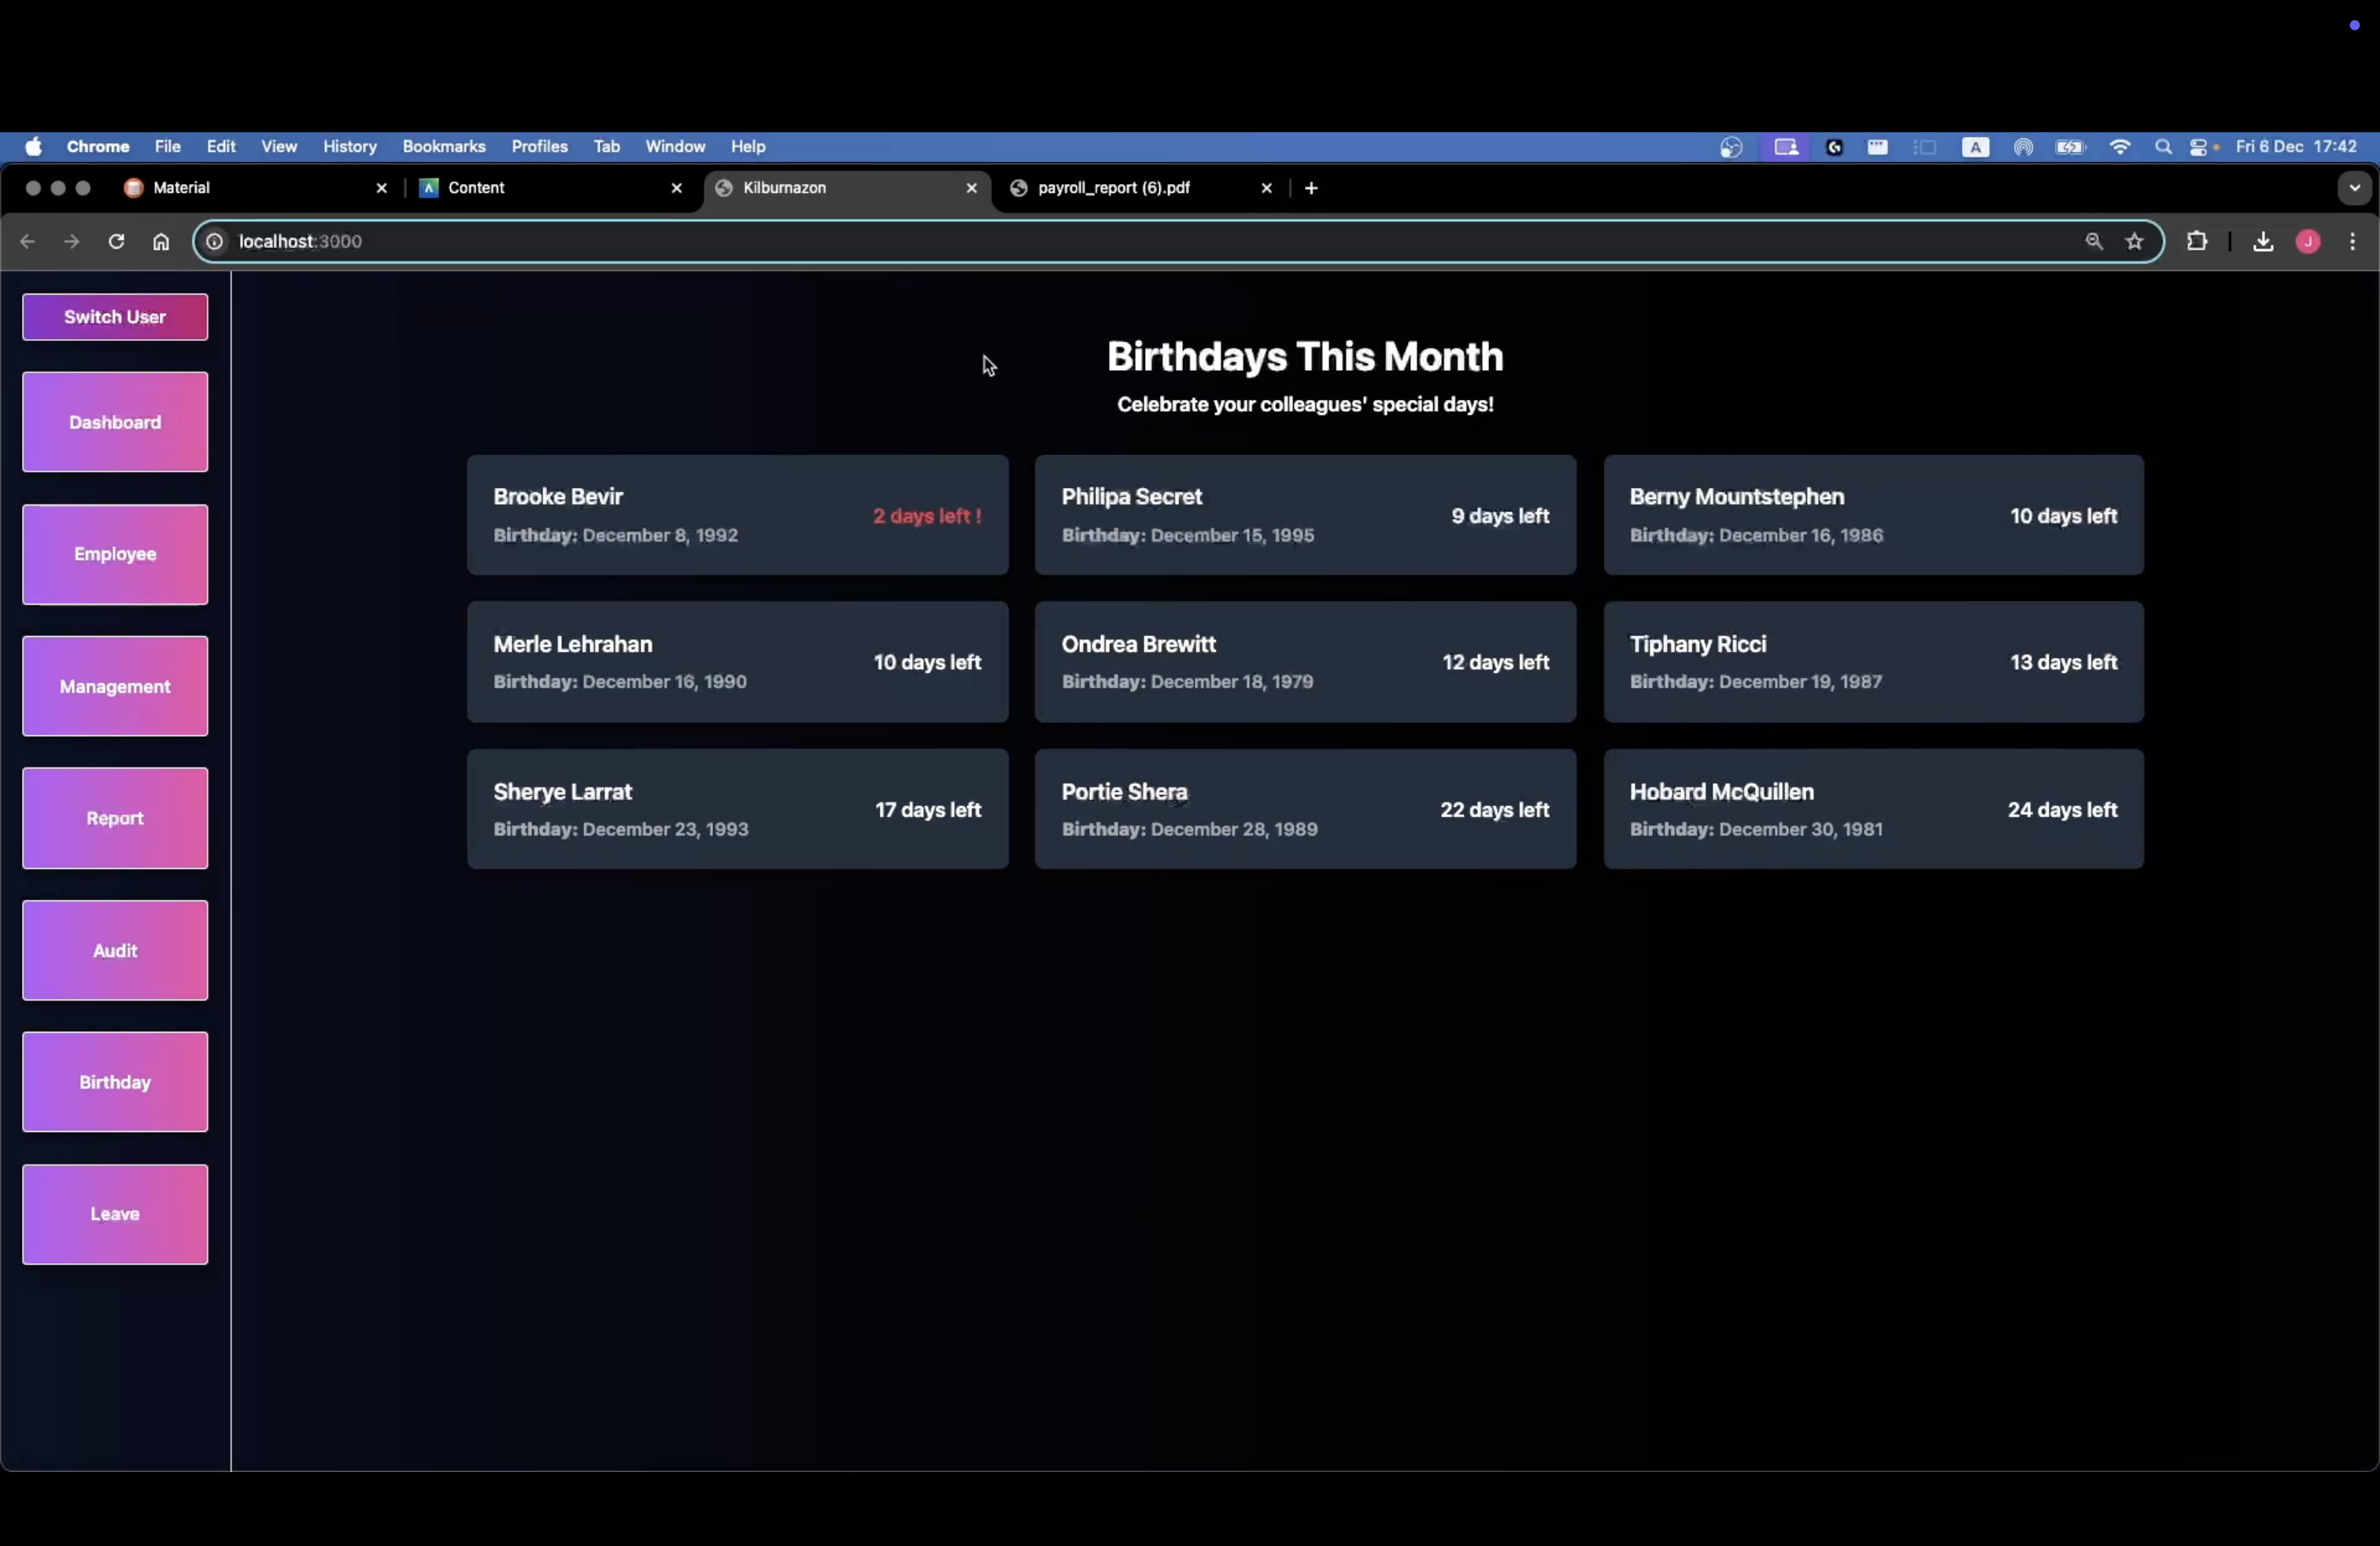 Chrome File Edit View History Bookmarks Profiles Tab Window Help A Fri 6 Dec 17:42
Material Content Kilburnazon payroll_report (6).pdf
localhost:3000 J
Switch User
Dashboard
Employee
Management
Report
Audit
Birthday
Leave
Birthdays This Month
Celebrate your colleagues' special days!
Brooke Bevir
Birthday: December 8, 1992
2 days left !
Philipa Secret
Birthday: December 15, 1995
9 days left
Berny Mountstephen
Birthday: December 16, 1986
10 days left
Merle Lehrahan
Birthday: December 16, 1990
10 days left
Ondrea Brewitt
Birthday: December 18, 1979
12 days left
Tiphany Ricci
Birthday: December 19, 1987
13 days left
Sherye Larrat
Birthday: December 23, 1993
17 days left
Portie Shera
Birthday: December 28, 1989
22 days left
Hobard McQuillen
Birthday: December 30, 1981
24 days left